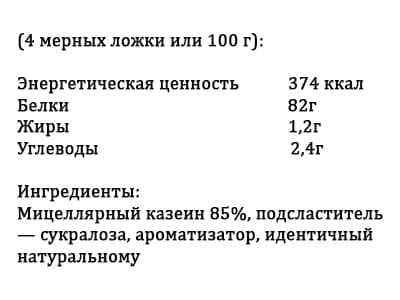 (4 мерных ложки или 100 г):
Энергетическая ценность 374 ккал
Белки 82г
Жиры 1,2г
Углеводы 2,4г
Ингредиенты:
Мицеллярный казеин 85%, подсластитель
— сукралоза, ароматизатор, идентичный
натуральному